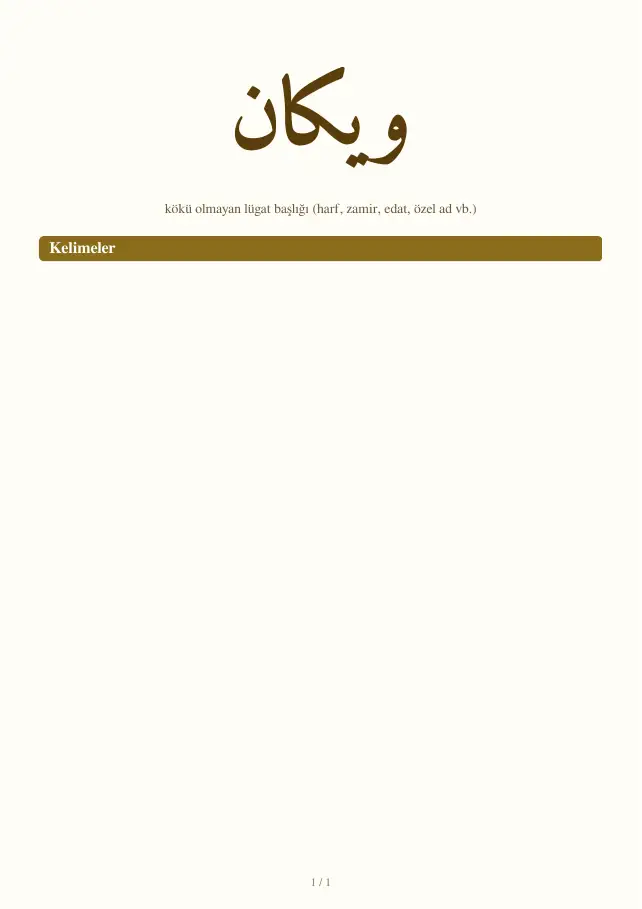 ويكان
kökü olmayan lügat başlığı (harf, zamir, edat, özel ad vb.)
Kelimeler
1 / 1